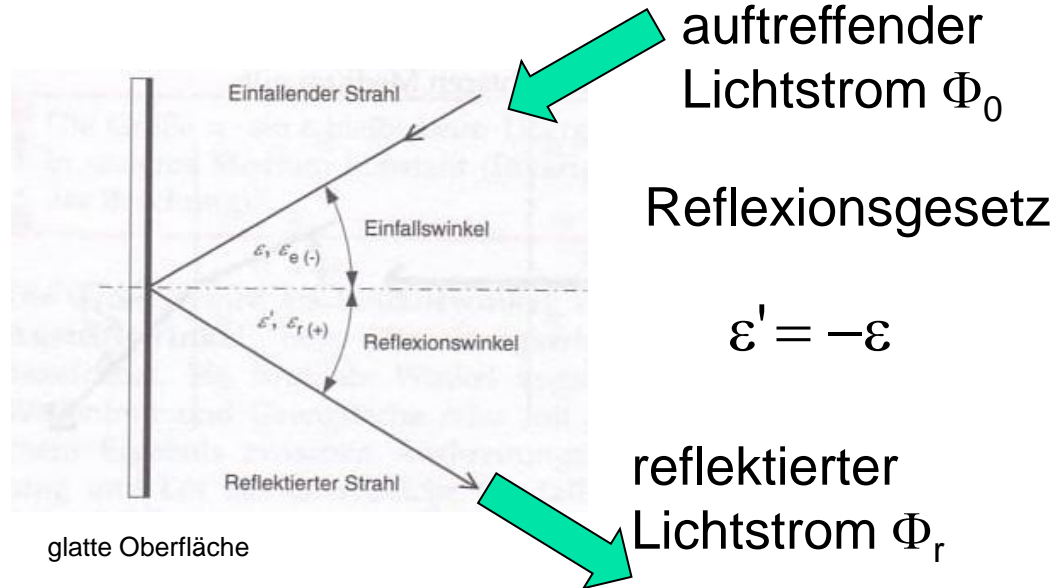 auftreffender
Lichtstrom Φ₀
Einfallender Strahl
Reflexionsgesetz
Einfallswinkel
ε, εe (-)
ε', εr (+)
Reflexionswinkel
ε' = −ε
reflektierter
Lichtstrom Φr
Reflektierter Strahl
glatte Oberfläche